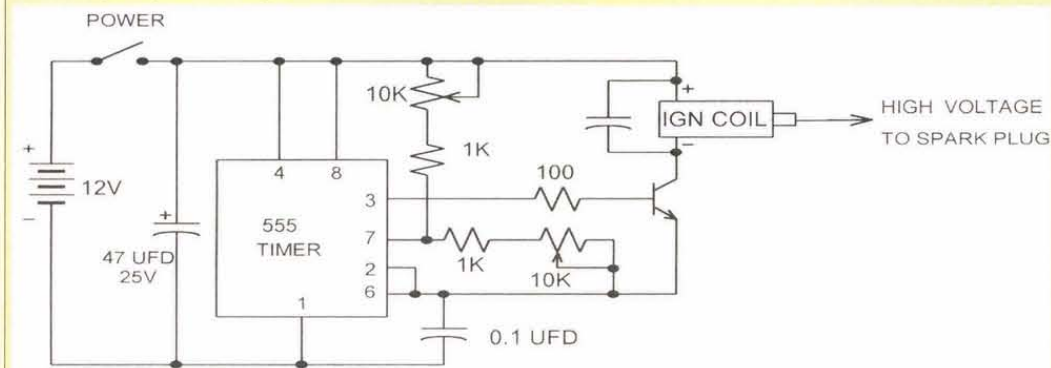 POWER
+
12V
−
+
47 UFD
25V
4 8
555
TIMER
3
7
2
6
1
10K
1K
100
1K
10K
0.1 UFD
+
IGN COIL
−
HIGH VOLTAGE
TO SPARK PLUG